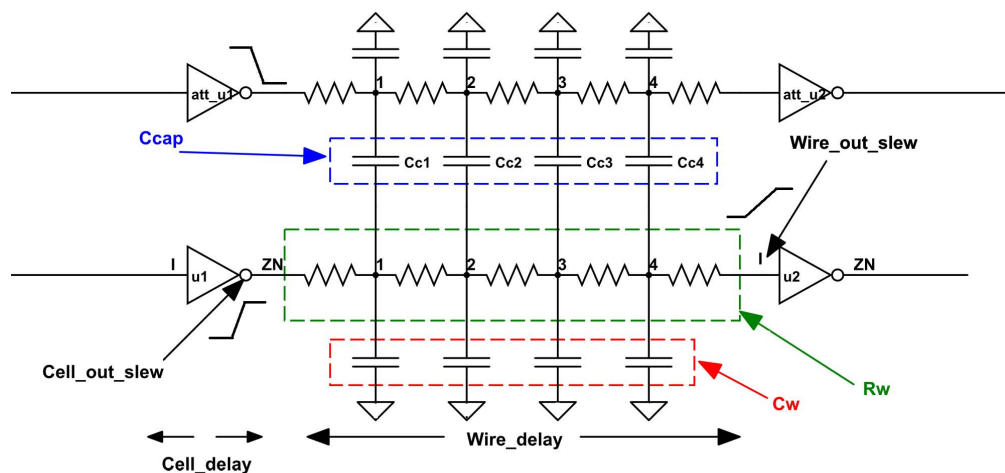 1 2 3 4
att_u1 att_u2
Ccap
Cc1 Cc2 Cc3 Cc4
Wire_out_slew
I u1 ZN 1 2 3 4 I u2 ZN
Cell_out_slew
Rw
Cw
Wire_delay
Cell_delay